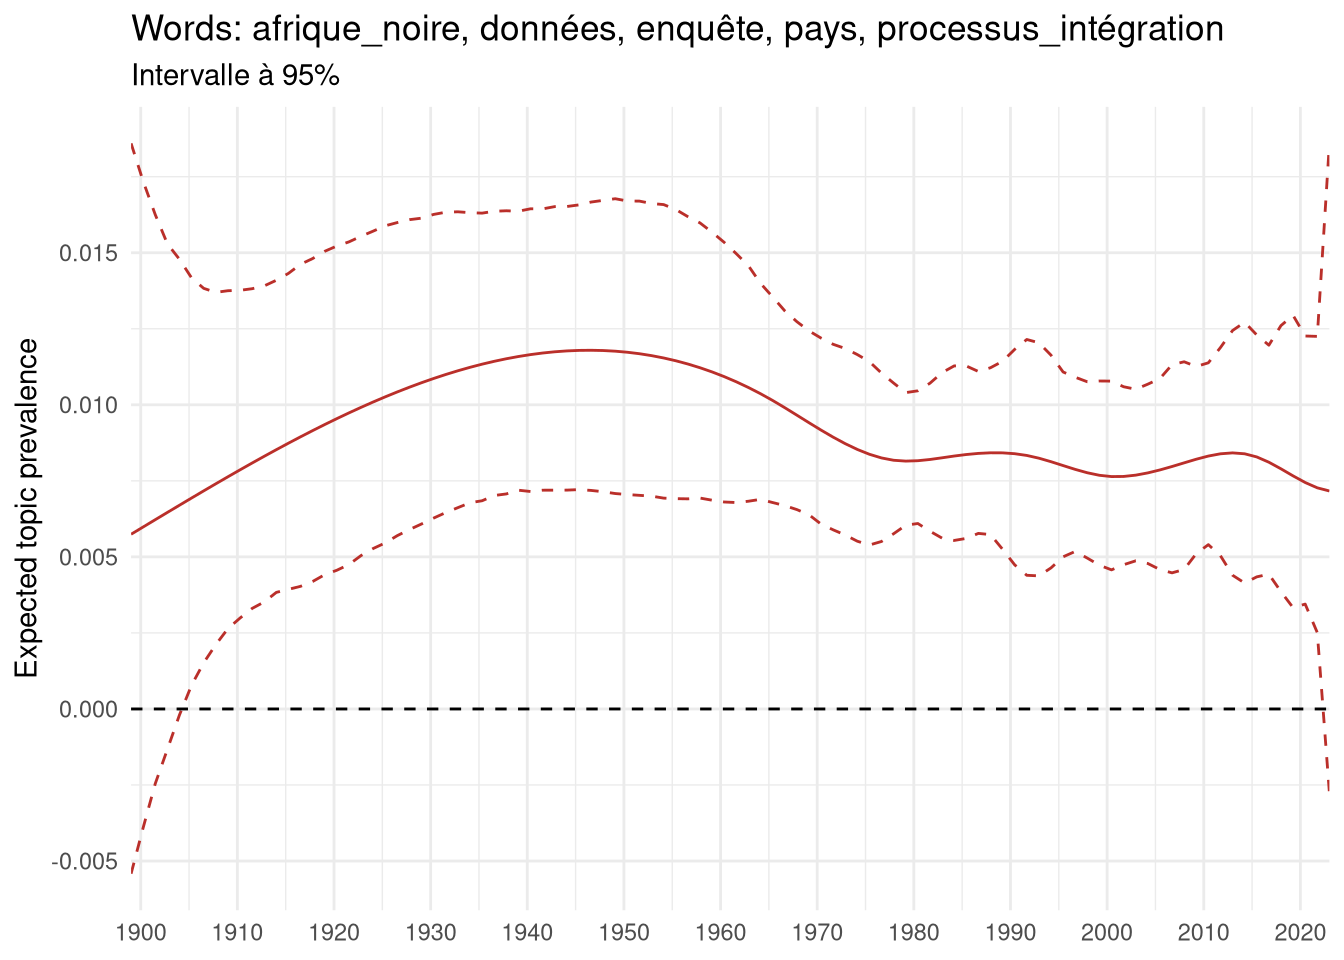 Words: afrique_noire, données, enquête, pays, processus_intégration
Intervalle à 95%
Expected topic prevalence
0.015
0.010
0.005
0.000
-0.005
1900 1910 1920 1930 1940 1950 1960 1970 1980 1990 2000 2010 2020